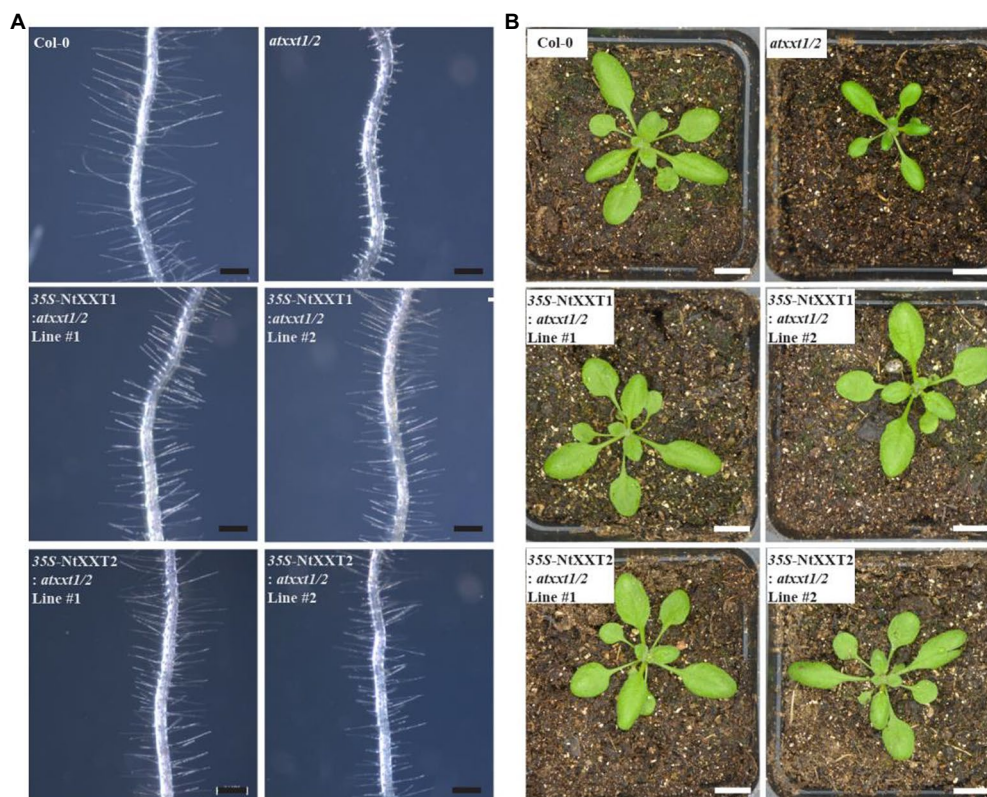 A
B
Col-0
atxxt1/2
35S-NtXXT1
:atxxt1/2
Line #1
35S-NtXXT1
: atxxt1/2
Line #2
35S-NtXXT2
: atxxt1/2
Line #1
35S-NtXXT2
: atxxt1/2
Line #2
Col-0
atxxt1/2
35S-NtXXT1
: atxxt1/2
Line #1
35S-NtXXT1
: atxxt1/2
Line #2
35S-NtXXT2
: atxxt1/2
Line #1
35S-NtXXT2
: atxxt1/2
Line #2